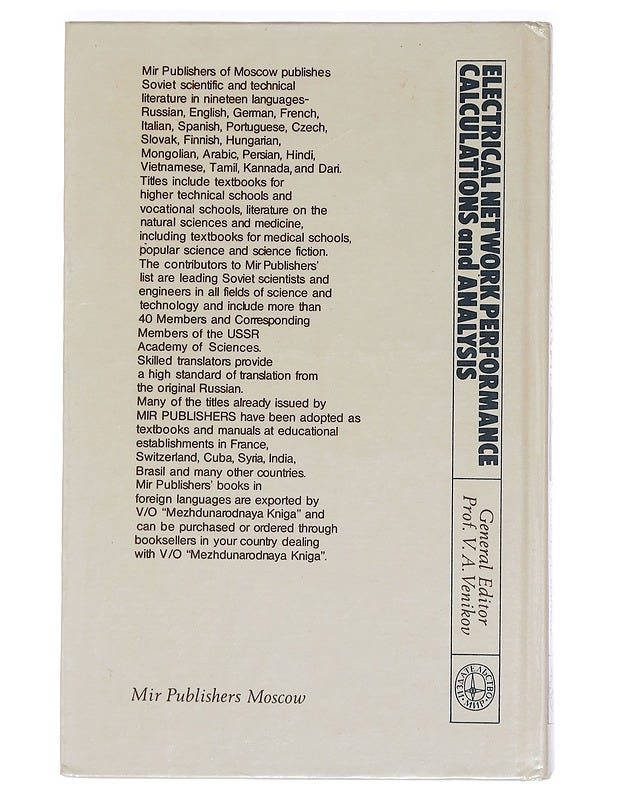 Mir Publishers of Moscow publishes
Soviet scientific and technical
literature in nineteen languages-
Russian, English, German, French,
Italian, Spanish, Portuguese, Czech,
Slovak, Finnish, Hungarian,
Mongolian, Arabic, Persian, Hindi,
Vietnamese, Tamil, Kannada, and Dari.
Titles include textbooks for
higher technical schools and
vocational schools, literature on the
natural sciences and medicine,
including textbooks for medical schools,
popular science and science fiction.
The contributors to Mir Publishers'
list are leading Soviet scientists and
engineers in all fields of science and
technology and include more than
40 Members and Corresponding
Members of the USSR
Academy of Sciences.
Skilled translators provide
a high standard of translation from
the original Russian.
Many of the titles already issued by
MIR PUBLISHERS have been adopted as
textbooks and manuals at educational
establishments in France,
Switzerland, Cuba, Syria, India,
Brasil and many other countries.
Mir Publishers' books in
foreign languages are exported by
V/O "Mezhdunarodnaya Kniga" and
can be purchased or ordered through
booksellers in your country dealing
with V/O "Mezhdunarodnaya Kniga".
Mir Publishers Moscow
ELECTRICAL NETWORK PERFORMANCE
CALCULATIONS and ANALYSIS
General Editor
Prof. V. A. Venikov
ИЗДАТЕЛЬСТВО
МИР